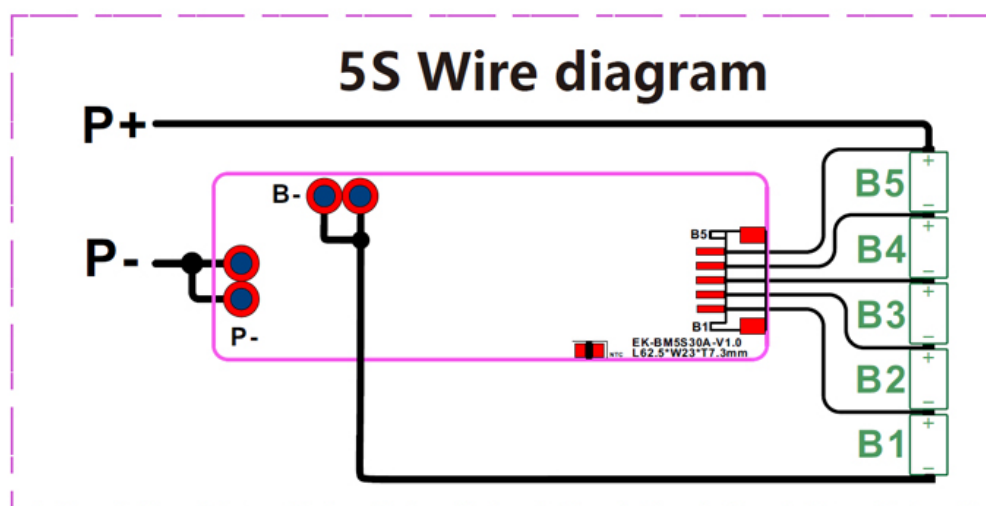 5S Wire diagram
P+
B-
P-
P-
B5
B1
NTC
EK-BM5S30A-V1.0
L62.5*W23*T7.3mm
+
B5
−
+
B4
−
+
B3
−
+
B2
−
+
B1
−